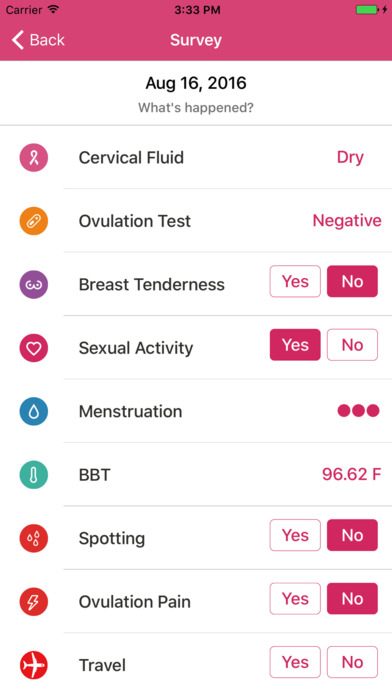 Carrier 3:33 PM
Back Survey
Aug 16, 2016
What's happened?
Cervical Fluid Dry
Ovulation Test Negative
Breast Tenderness Yes No
Sexual Activity Yes No
Menstruation
BBT 96.62 F
Spotting Yes No
Ovulation Pain Yes No
Travel Yes No